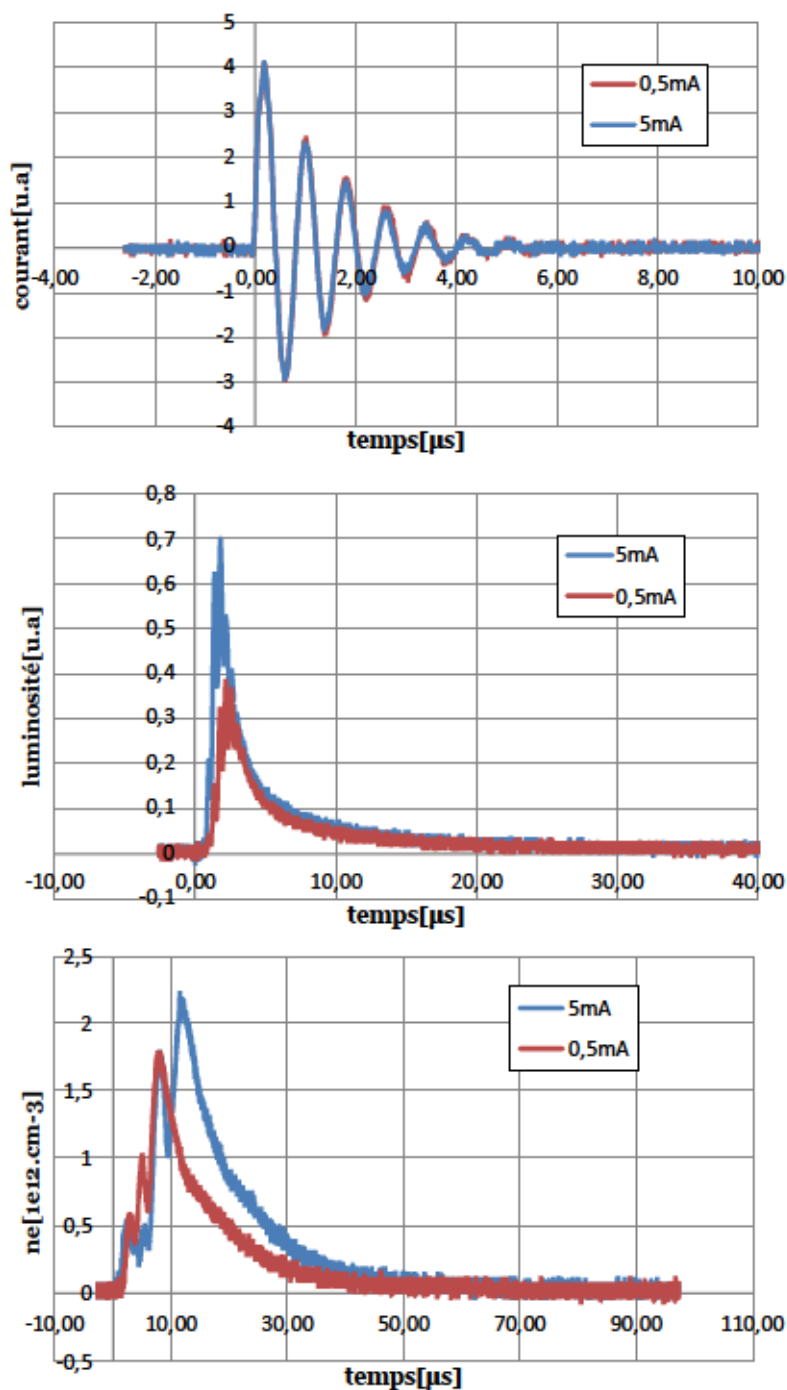 5
4
3
2
1
0
-1
-2
-3
-4
-4,00 -2,00 0,00 2,00 4,00 6,00 8,00 10,00
courant[u.a]
temps[µs]
0,5mA
5mA
0,8
0,7
0,6
0,5
0,4
0,3
0,2
0,1
0
-0,1
-10,00 0,00 10,00 20,00 30,00 40,00
luminosité[u.a]
temps[µs]
5mA
0,5mA
2,5
2
1,5
1
0,5
0
-0,5
-10,00 10,00 30,00 50,00 70,00 90,00 110,00
ne[1e12.cm-3]
temps[µs]
5mA
0,5mA